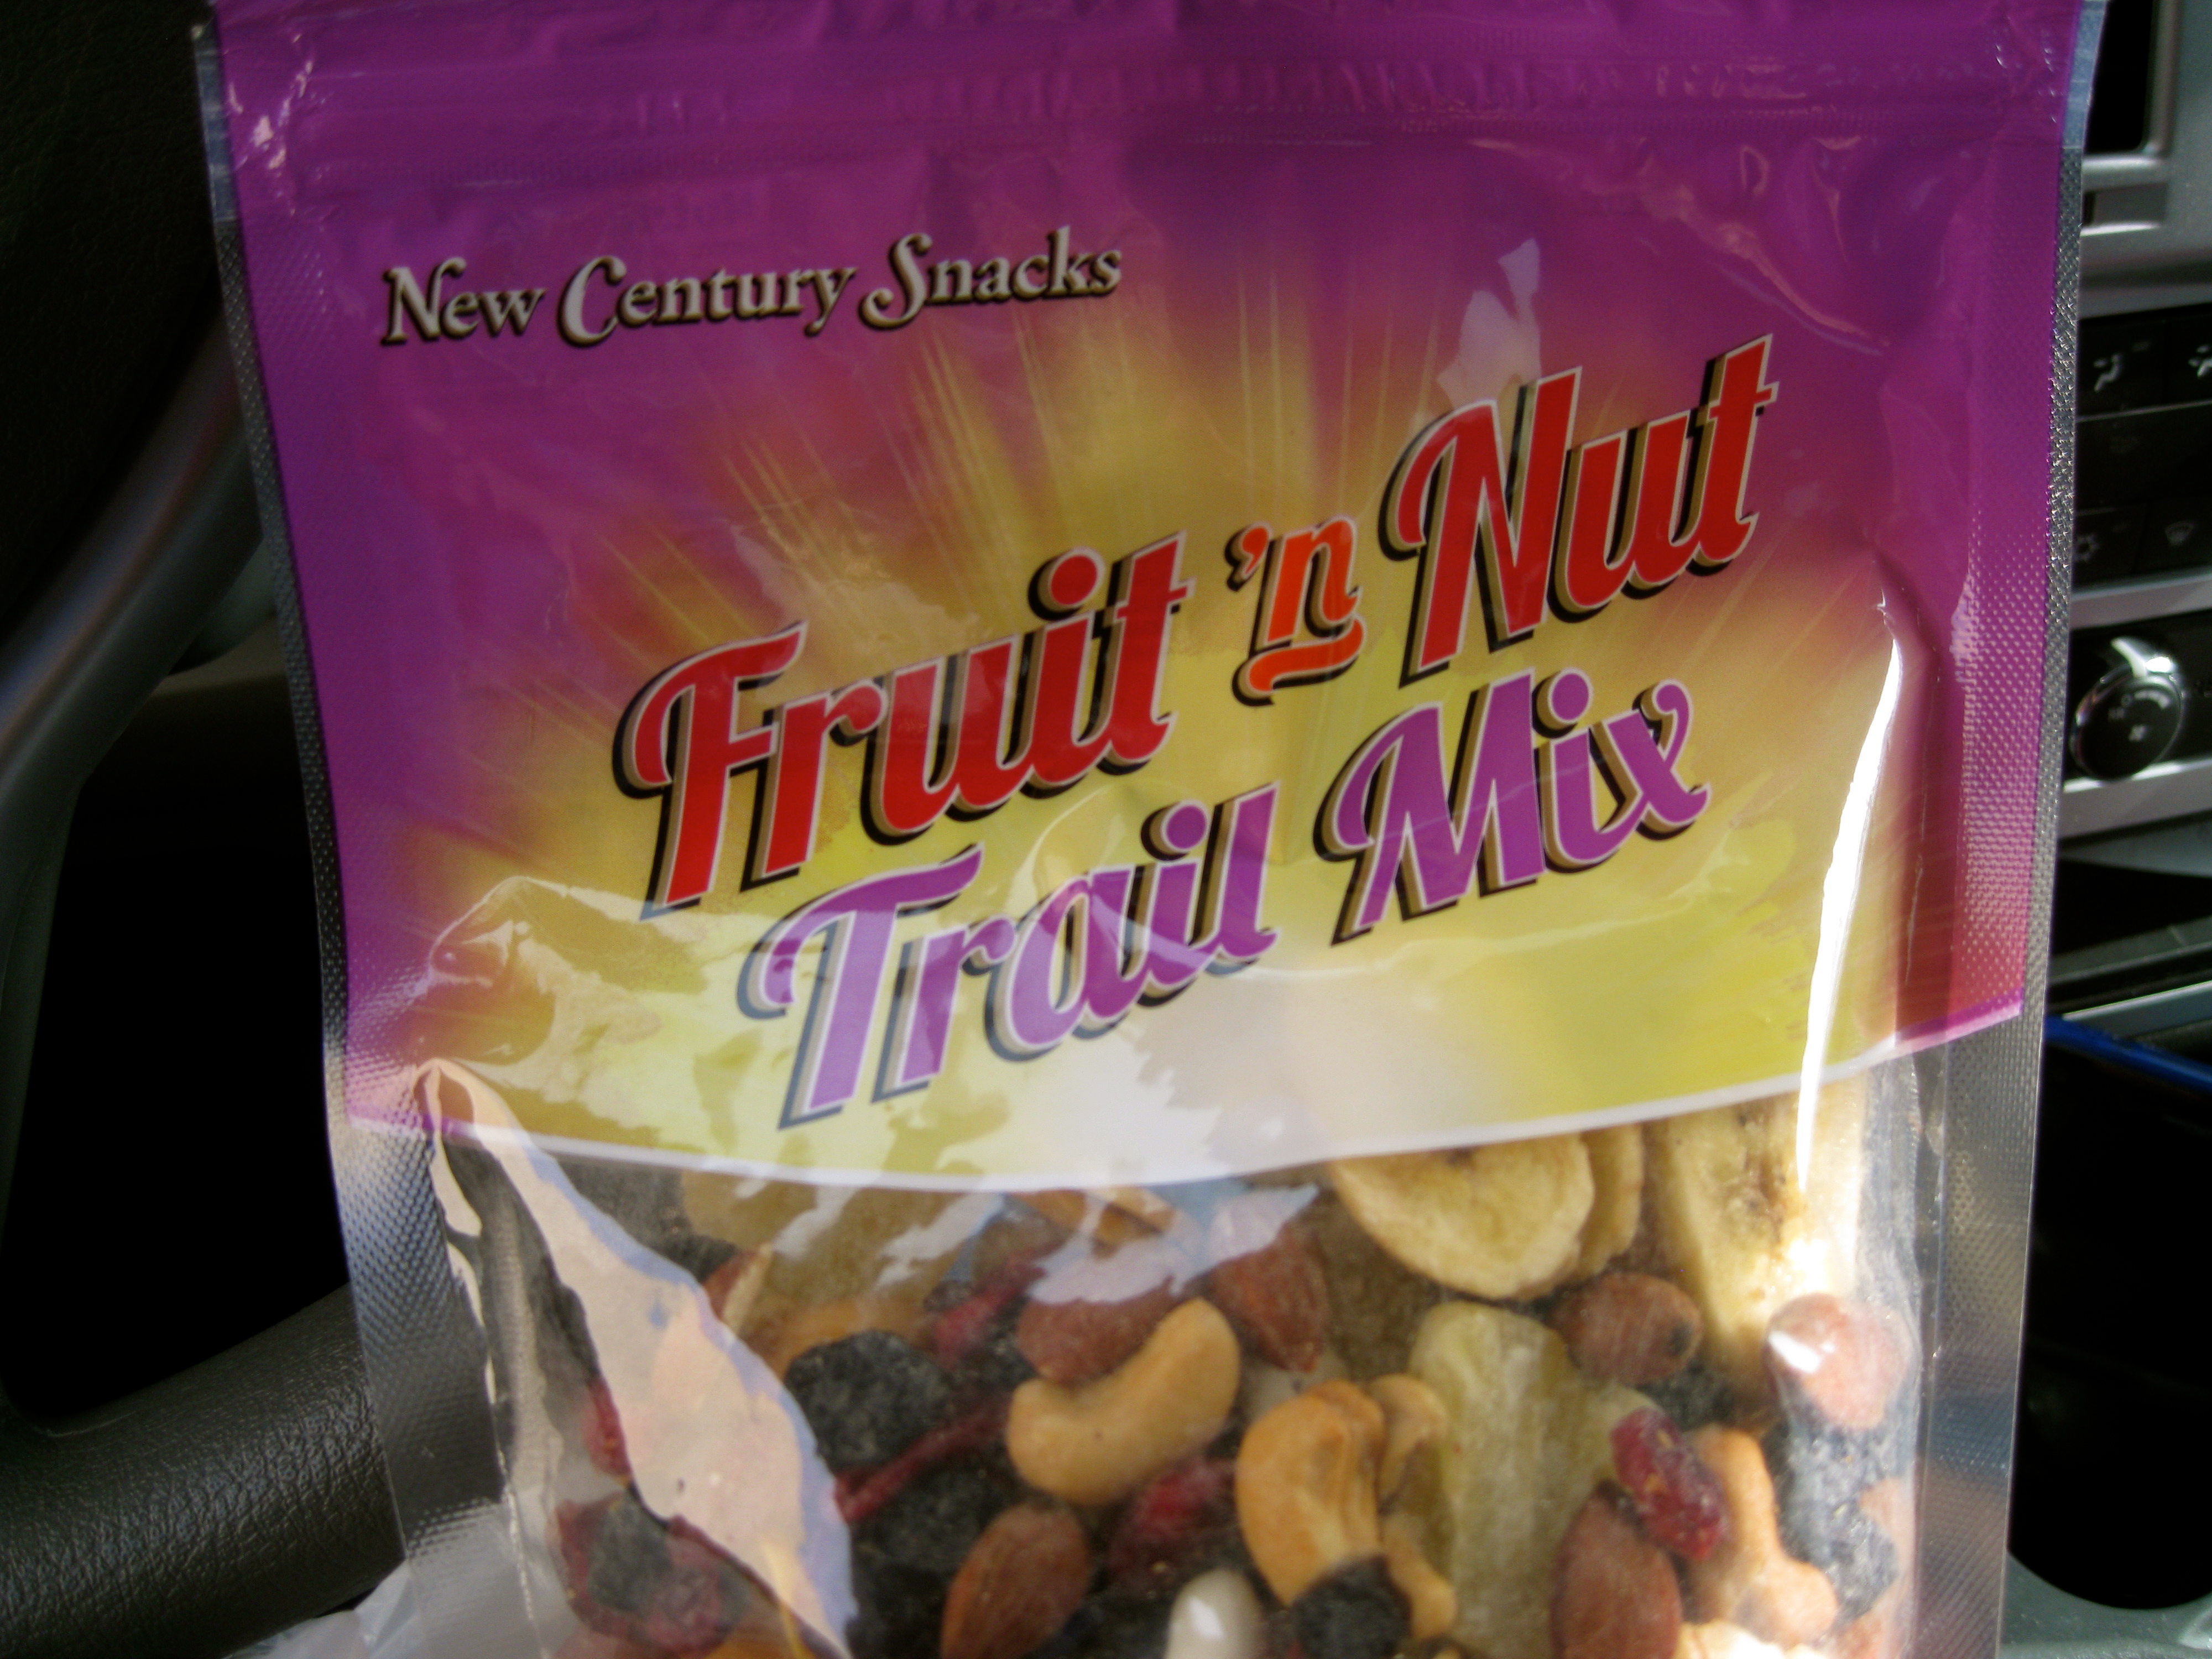 New Century Snacks
Fruit 'n Nut
Trail Mix